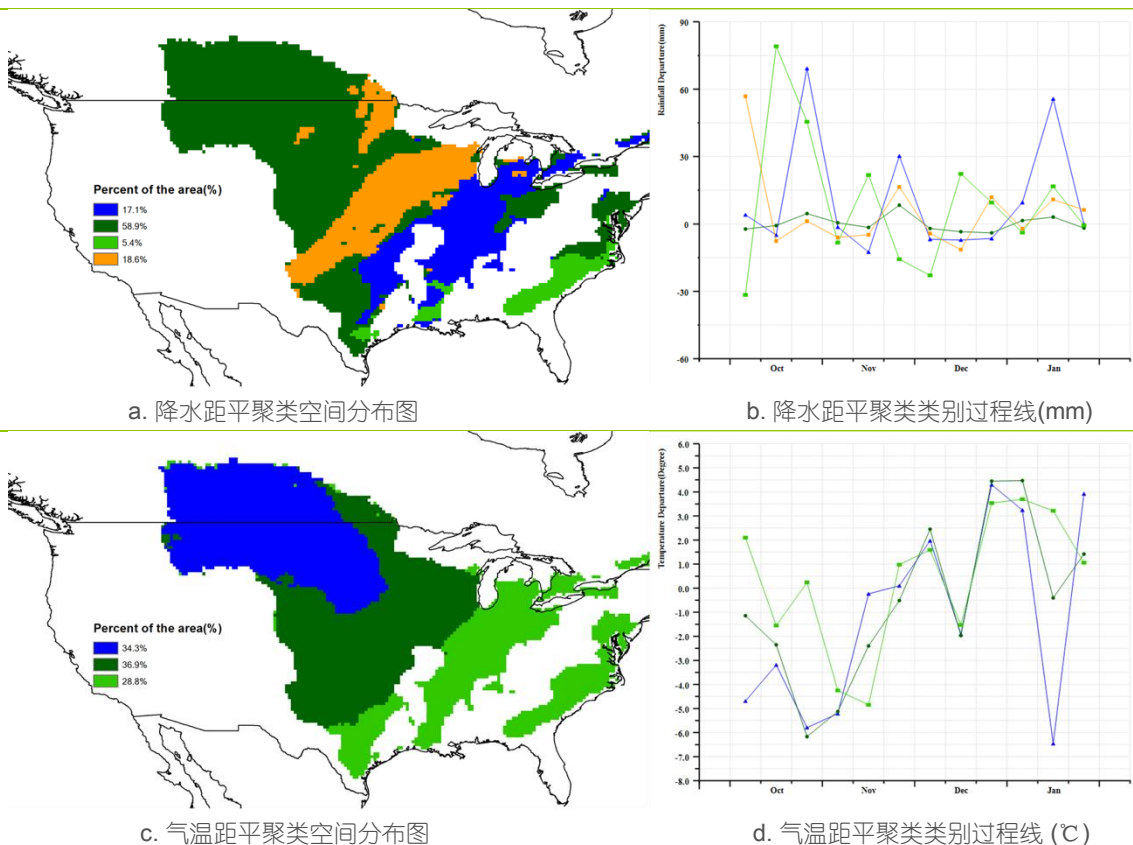 Percent of the area(%)
17.1%
58.9%
5.4%
18.6%
Rainfall Departure(mm)
90
60
30
0
-30
-60
Oct
Nov
Dec
Jan
a. 降水距平聚类空间分布图
b. 降水距平聚类类别过程线(mm)
Percent of the area(%)
34.3%
36.9%
28.8%
Temperature Departure(Degree)
6.0
5.0
4.0
3.0
2.0
1.0
0.0
-1.0
-2.0
-3.0
-4.0
-5.0
-6.0
-7.0
-8.0
Oct
Nov
Dec
Jan
c. 气温距平聚类空间分布图
d. 气温距平聚类类别过程线 (℃)